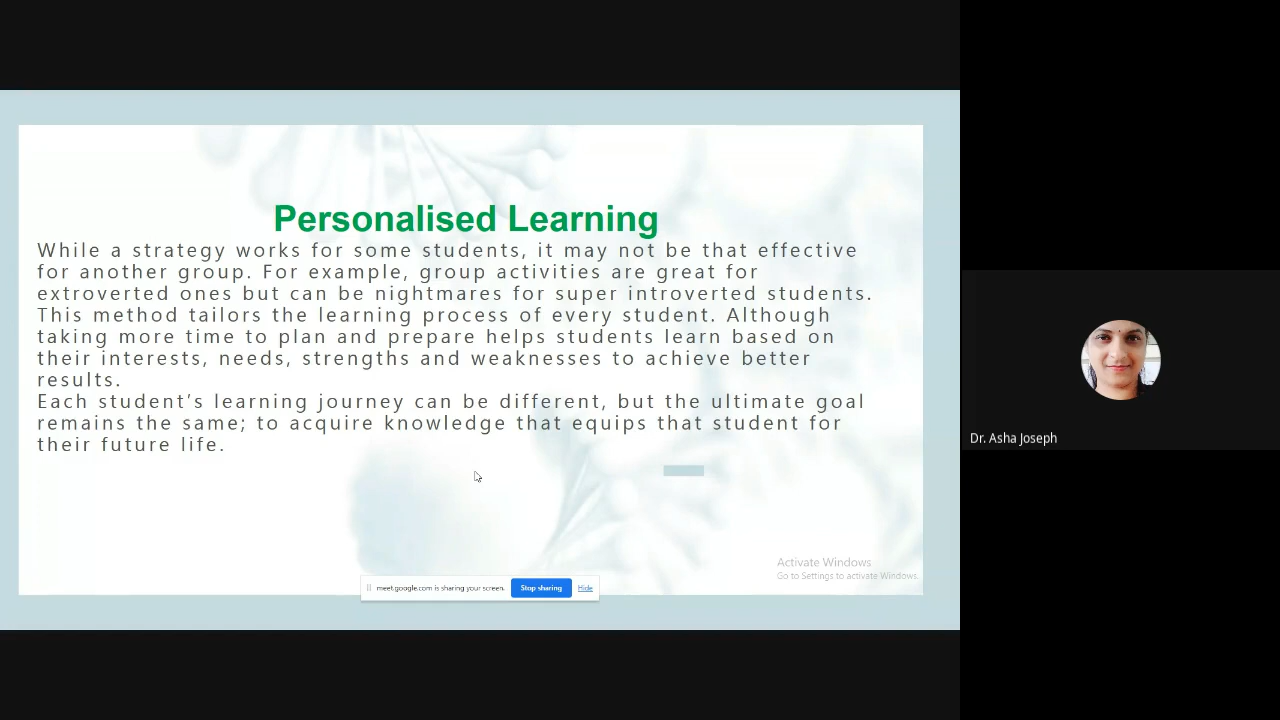 Personalised Learning
While a strategy works for some students, it may not be that effective
for another group. For example, group activities are great for
extroverted ones but can be nightmares for super introverted students.
This method tailors the learning process of every student. Although
taking more time to plan and prepare helps students learn based on
their interests, needs, strengths and weaknesses to achieve better
results.
Each student’s learning journey can be different, but the ultimate goal
remains the same; to acquire knowledge that equips that student for
their future life.
Activate Windows
Go to Settings to activate Windows.
meet.google.com is sharing your screen. Stop sharing Hide
Dr. Asha Joseph